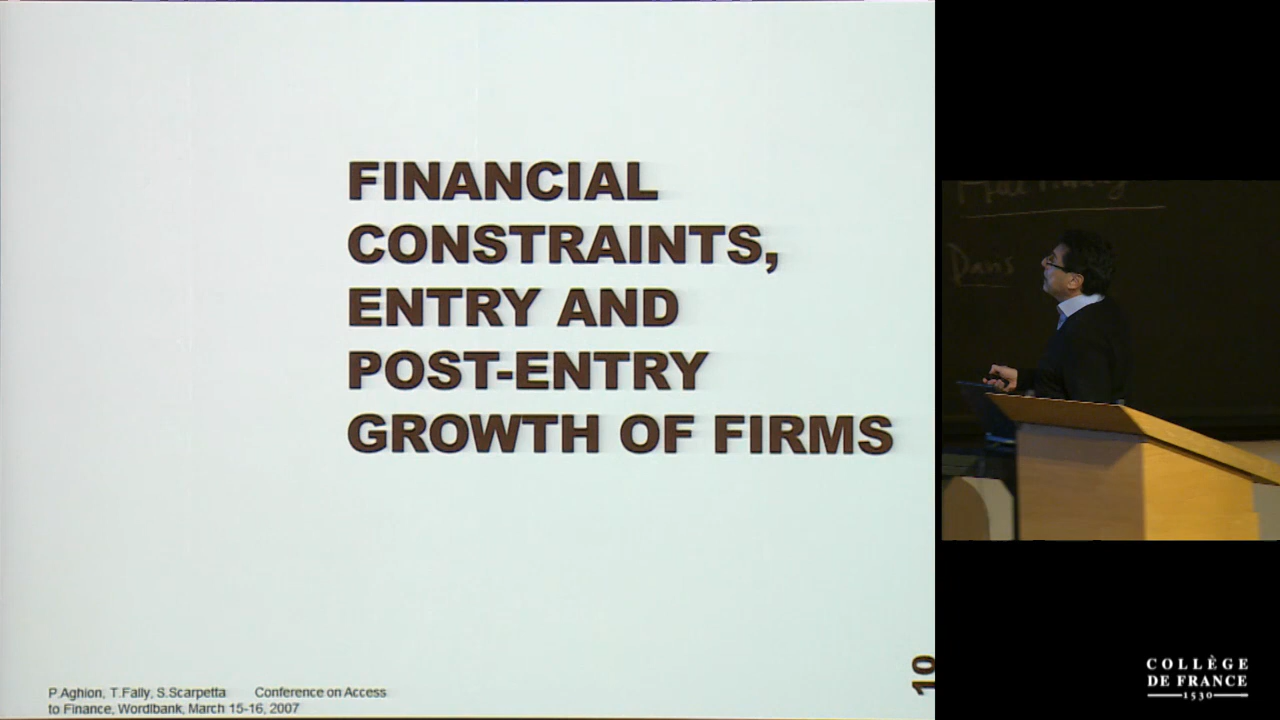 FINANCIAL
CONSTRAINTS,
ENTRY AND
POST-ENTRY
GROWTH OF FIRMS
P.Aghion, T.Fally, S.Scarpetta Conference on Access
to Finance, Wordlbank, March 15-16, 2007
10
Dans
COLLÈGE
DE FRANCE
1530